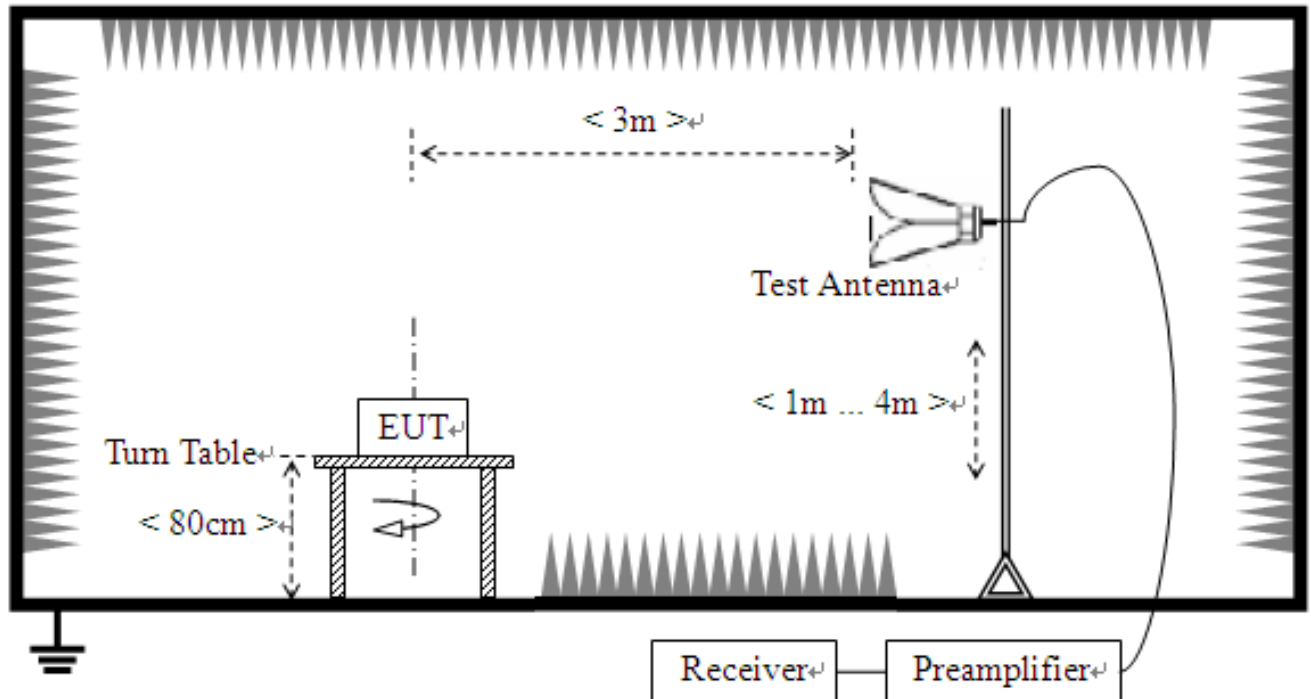 < 3m >↵
Test Antenna↵
< 1m ... 4m >↵
EUT↵
Turn Table↵
< 80cm >↵
Receiver↵
Preamplifier↵